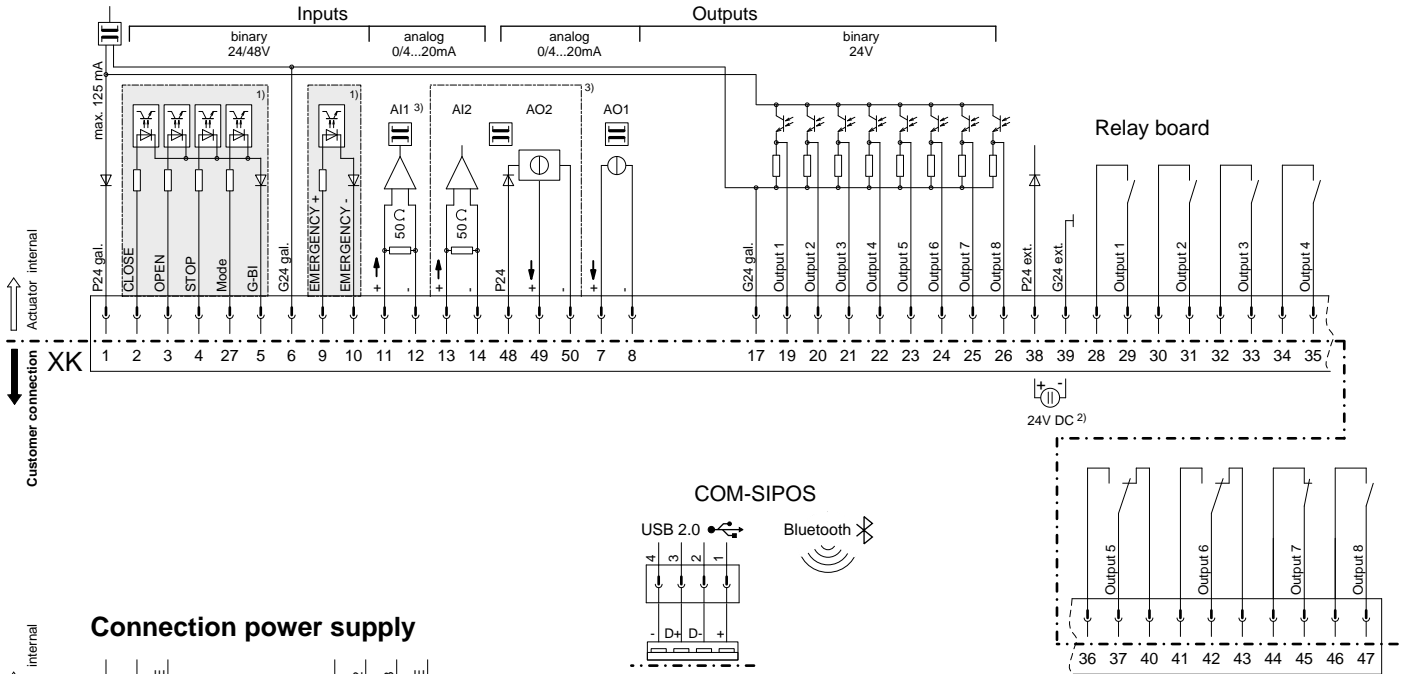 Inputs
Outputs
binary
24/48V
analog
0/4...20mA
analog
0/4...20mA
binary
24V
max. 125 mA
1)
1)
AI1 3)
AI2
AO2
3)
AO1
Relay board
50 Ω
50 Ω
P24 gal.
CLOSE
OPEN
STOP
Mode
G-BI
G24 gal.
EMERGENCY +
EMERGENCY -
+
-
+
-
P24
+
-
+
-
G24 gal.
Output 1
Output 2
Output 3
Output 4
Output 5
Output 6
Output 7
Output 8
P24 ext.
G24 ext.
Output 1
Output 2
Output 3
Output 4
Actuator internal
Customer connection
XK
1 2 3 4 27 5 6 9 10 11 12 13 14 48 49 50 7 8 17 19 20 21 22 23 24 25 26 38 39 28 29 30 31 32 33 34 35
+ -
24V DC 2)
COM-SIPOS
USB 2.0
Bluetooth
4 3 2 1
- D+ D- +
Output 5
Output 6
Output 7
Output 8
36 37 40 41 42 43 44 45 46 47
Connection power supply
internal